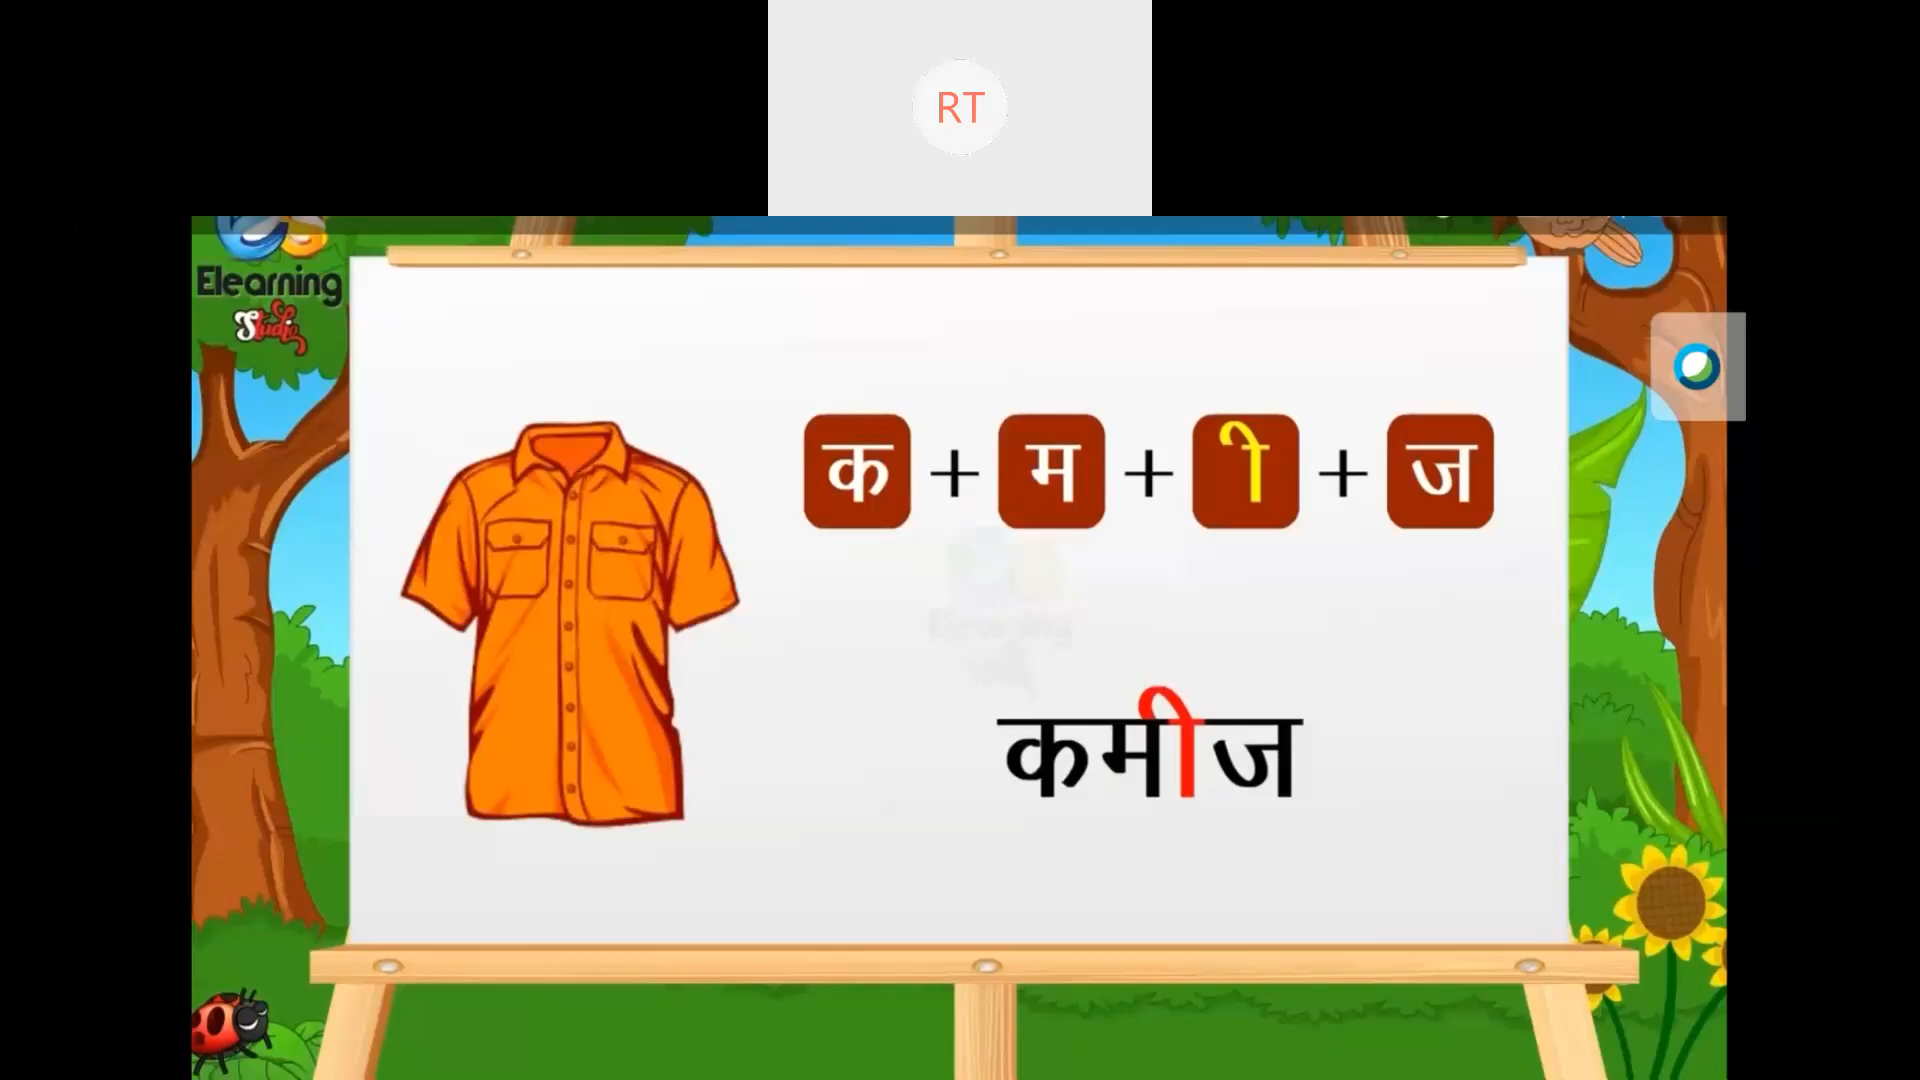 RT
Elearning
Studio
क + म + ी + ज
कमीज